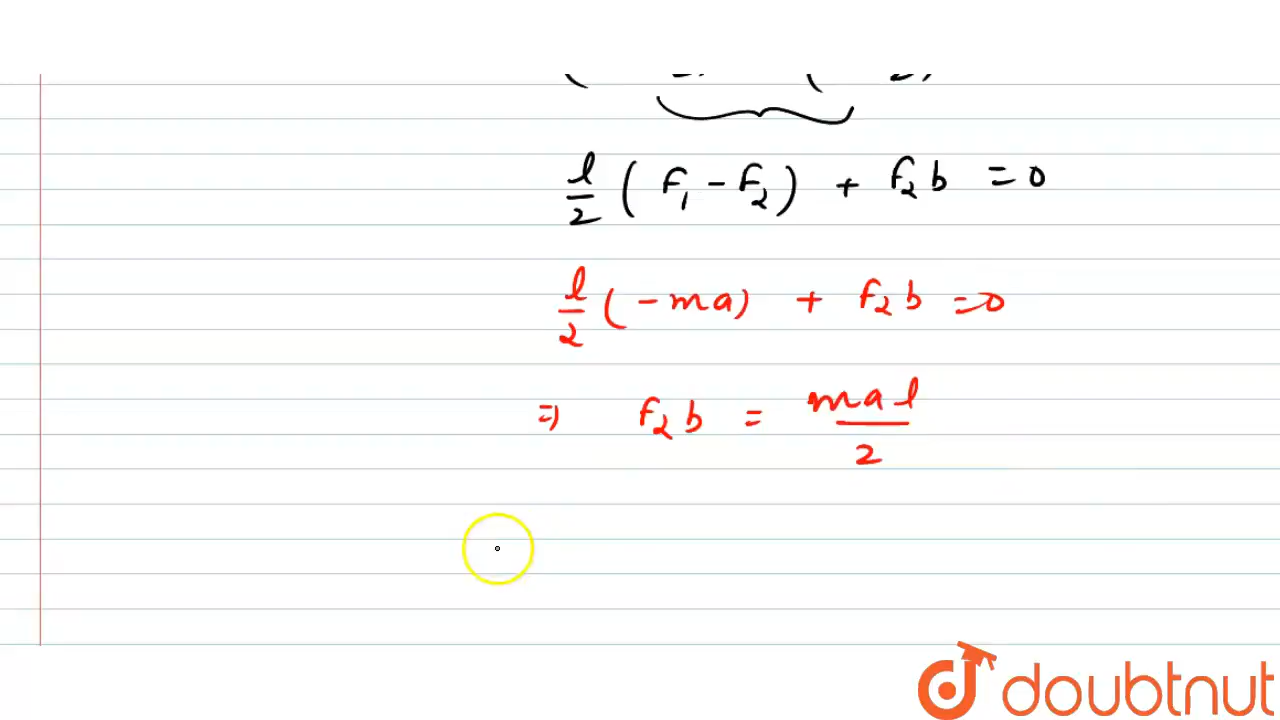 l/2 ( F₁ - F₂ ) + F₂ b = 0
l/2 ( - ma ) + F₂ b = 0
⇒ F₂ b = mal/2
doubtnut